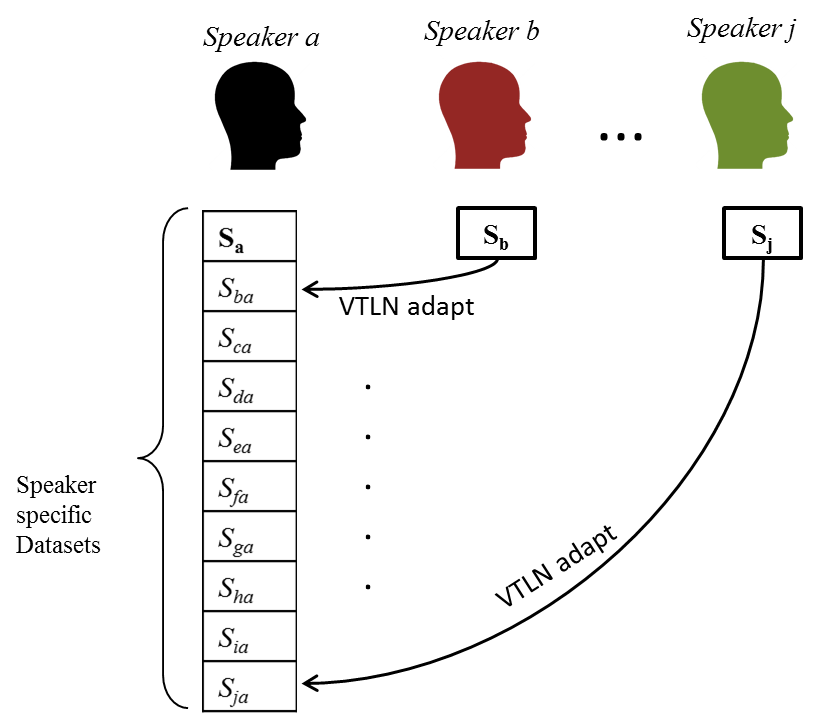 Speaker a
Speaker b
Speaker j
...
Sa
Sb
Sj
Sba
VTLN adapt
Sca
Sda
Sea
Speaker
specific
Datasets
Sfa
Sga
VTLN adapt
Sha
Sia
Sja